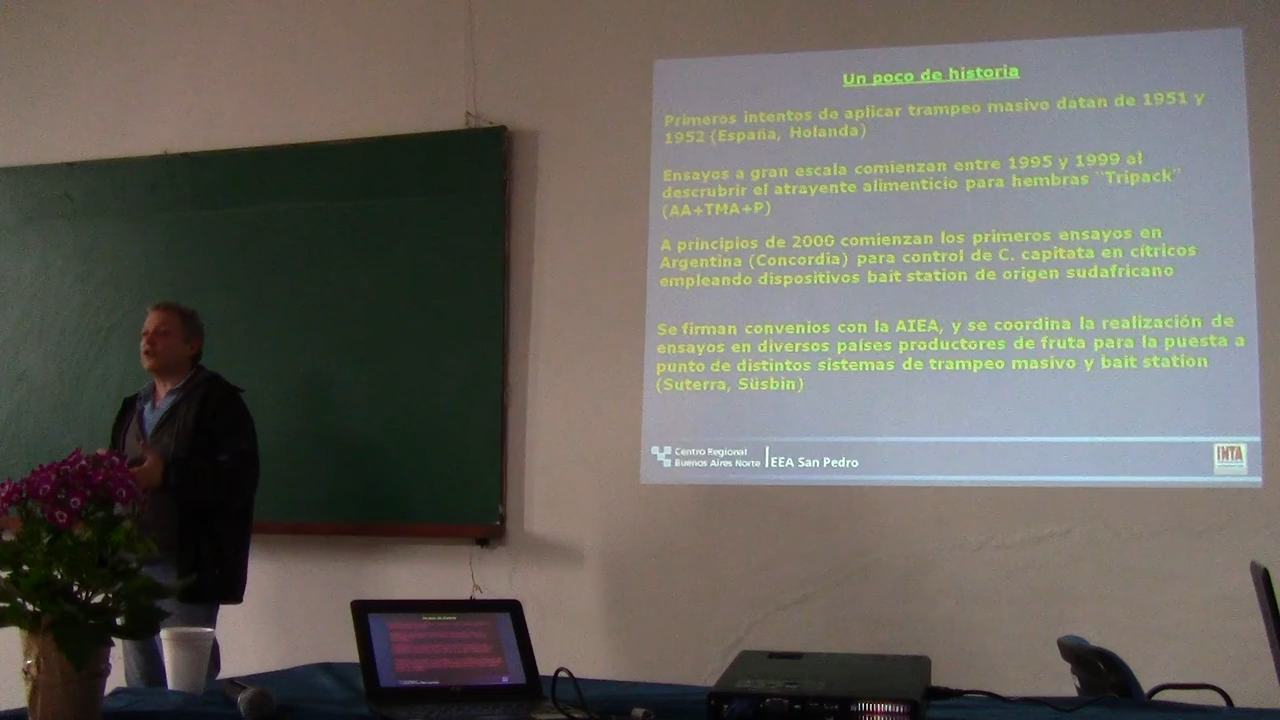 Un poco de historia
Primeros intentos de aplicar trampeo masivo datan de 1951 y
1952 (España, Holanda)
Ensayos a gran escala comienzan entre 1995 y 1999 al
descrubrir el atrayente alimenticio para hembras "Tripack"
(AA+TMA+P)
A principios de 2000 comienzan los primeros ensayos en
Argentina (Concordia) para control de C. capitata en cítricos
empleando dispositivos bait station de origen sudafricano
Se firman convenios con la AIEA, y se coordina la realización de
ensayos en diversos países productores de fruta para la puesta a
punto de distintos sistemas de trampeo masivo y bait station
(Suterra, Süsbin)
Centro Regional
Buenos Aires Norte
EEA San Pedro
INTA